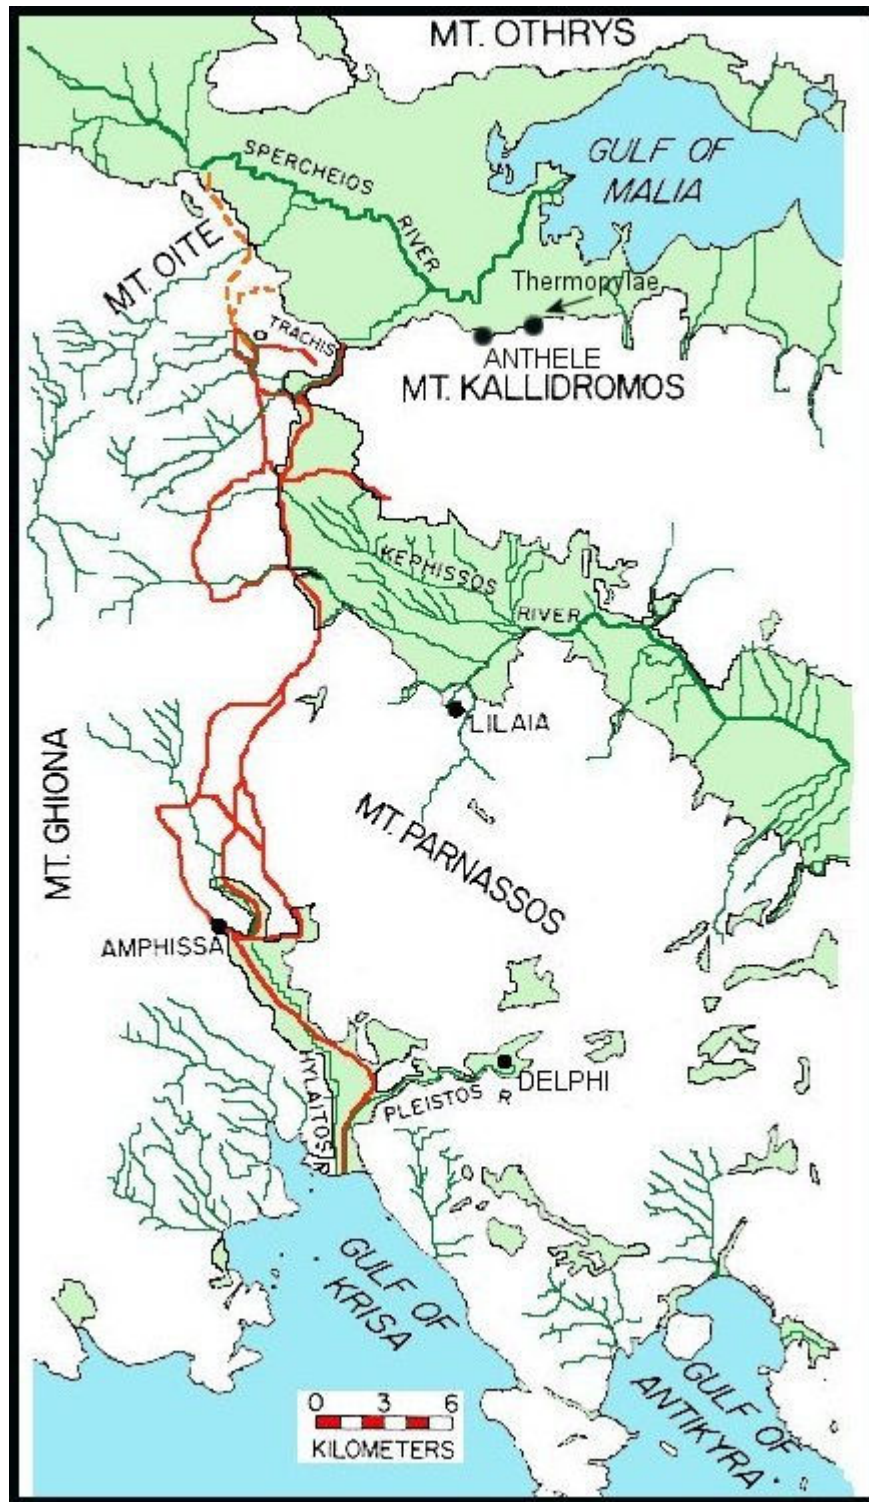 MT. OTHRYS
SPERCHEIOS
RIVER
GULF OF
MALIA
MT. OITE
Thermopylae
TRACHIS
ANTHELE
MT. KALLIDROMOS
KEPHISSOS
RIVER
LILAIA
MT. GHIONA
MT. PARNASSOS
AMPHISSA
HYLAITOS R
PLEISTOS R
DELPHI
GULF OF
KRISA
GULF OF
ANTIKYRA
0 3 6
KILOMETERS